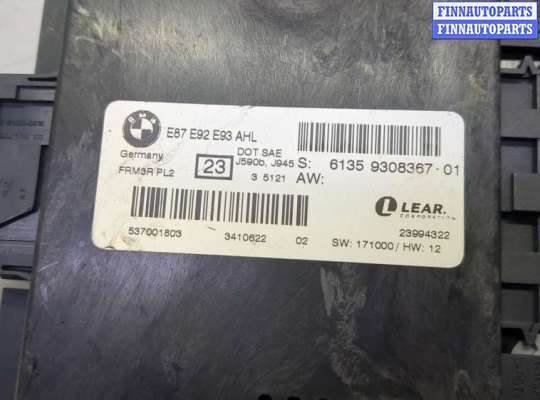 FINNAUTOPARTS
FINNAUTOPARTS
BMW
E87 E92 E93 AHL
Germany
DOT SAE
J590b, J945
S: 6135 9308367-01
FRM3R PL2
23
3 5121
AW:
LEAR
CORPORATION
537001803
3410622
02
23994322
SW: 171000 / HW: 12